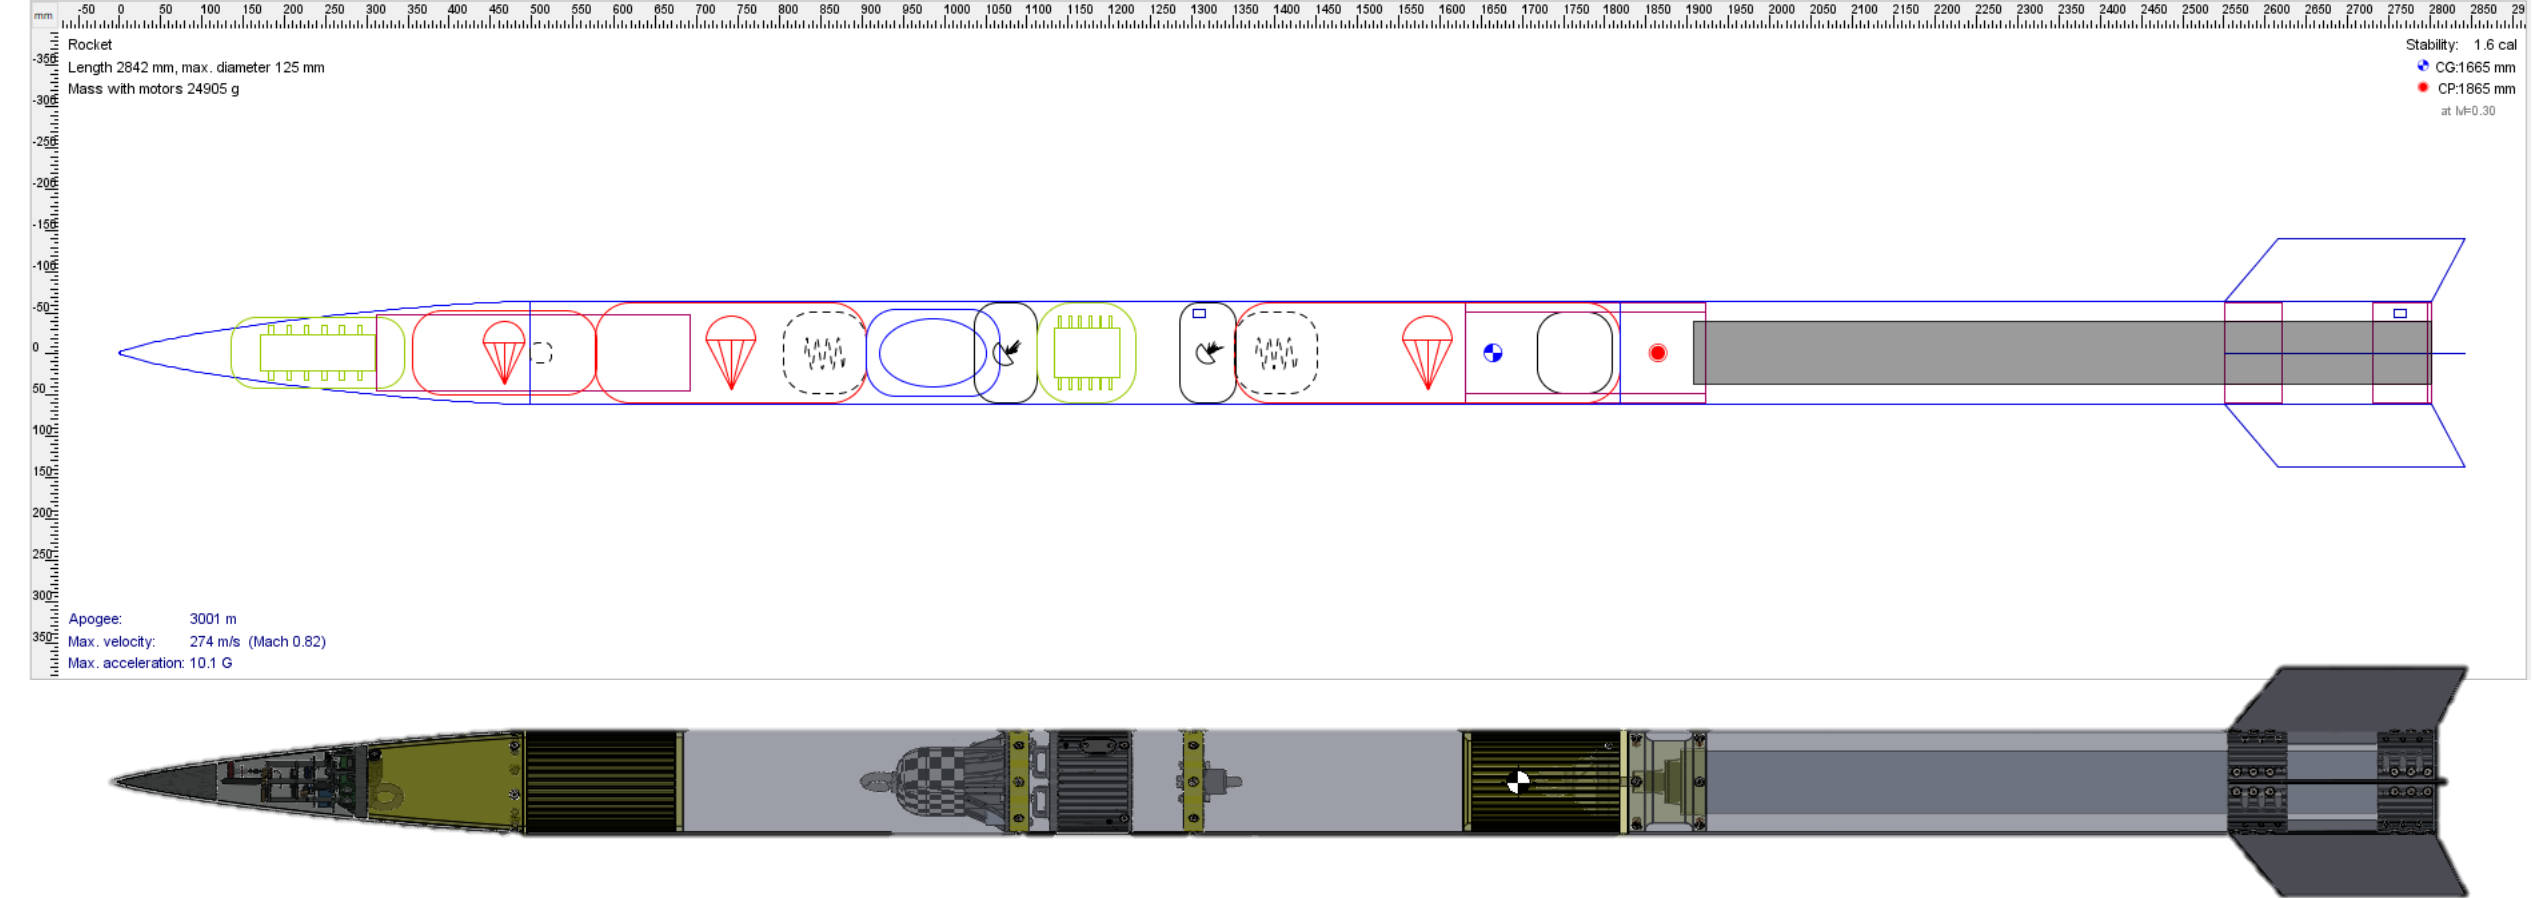 mm -50 0 50 100 150 200 250 300 350 400 450 500 550 600 650 700 750 800 850 900 950 1000 1050 1100 1150 1200 1250 1300 1350 1400 1450 1500 1550 1600 1650 1700 1750 1800 1850 1900 1950 2000 2050 2100 2150 2200 2250 2300 2350 2400 2450 2500 2550 2600 2650 2700 2750 2800 2850 29
Rocket
Length 2842 mm, max. diameter 125 mm
Mass with motors 24905 g
Stability: 1.6 cal
CG:1665 mm
CP:1865 mm
at M=0.30
-350
-300
-250
-200
-150
-100
-50
0
50
100
150
200
250
300
350
Apogee: 3001 m
Max. velocity: 274 m/s (Mach 0.82)
Max. acceleration: 10.1 G